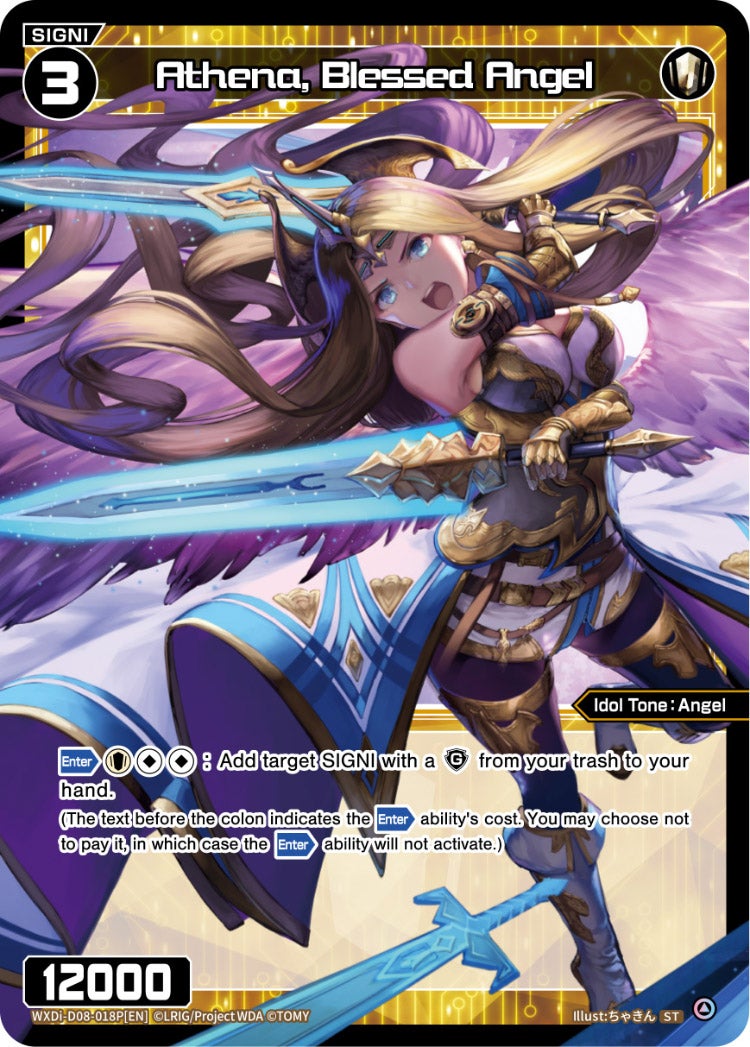 SIGNI
3
Athena, Blessed Angel
Idol Tone:Angel
Enter : Add target SIGNI with a G from your trash to your
hand.
(The text before the colon indicates the Enter ability's cost. You may choose not
to pay it, in which case the Enter ability will not activate.)
12000
WXDi-D08-018P[EN] ©LRIG/Project WDA ©TOMY
Illust:ちゃきん ST